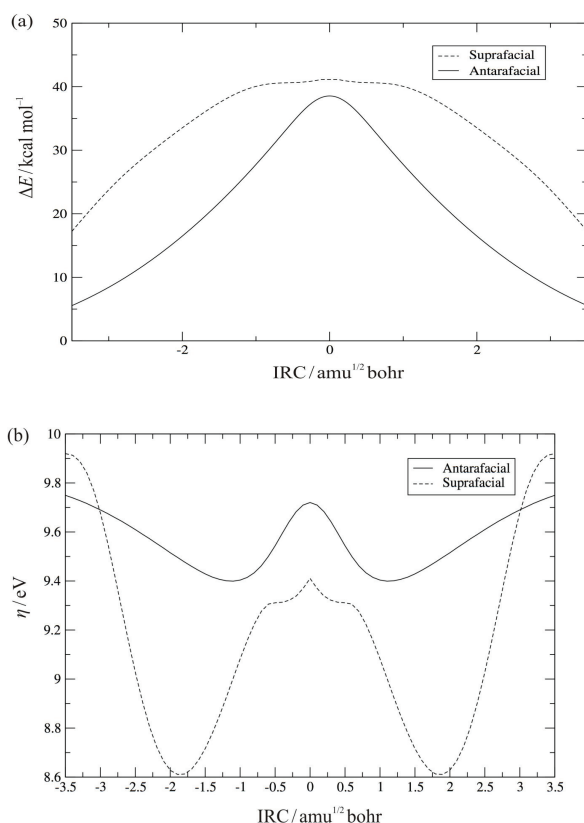 (a)
50
40
30
20
10
0
ΔE / kcal mol⁻¹
Suprafacial
Antarafacial
-2 0 2
IRC / amu^1/2 bohr
(b)
10
9.8
9.6
9.4
9.2
9
8.8
8.6
η / eV
Antarafacial
Suprafacial
-3.5 -3 -2.5 -2 -1.5 -1 -0.5 0 0.5 1 1.5 2 2.5 3 3.5
IRC / amu^1/2 bohr